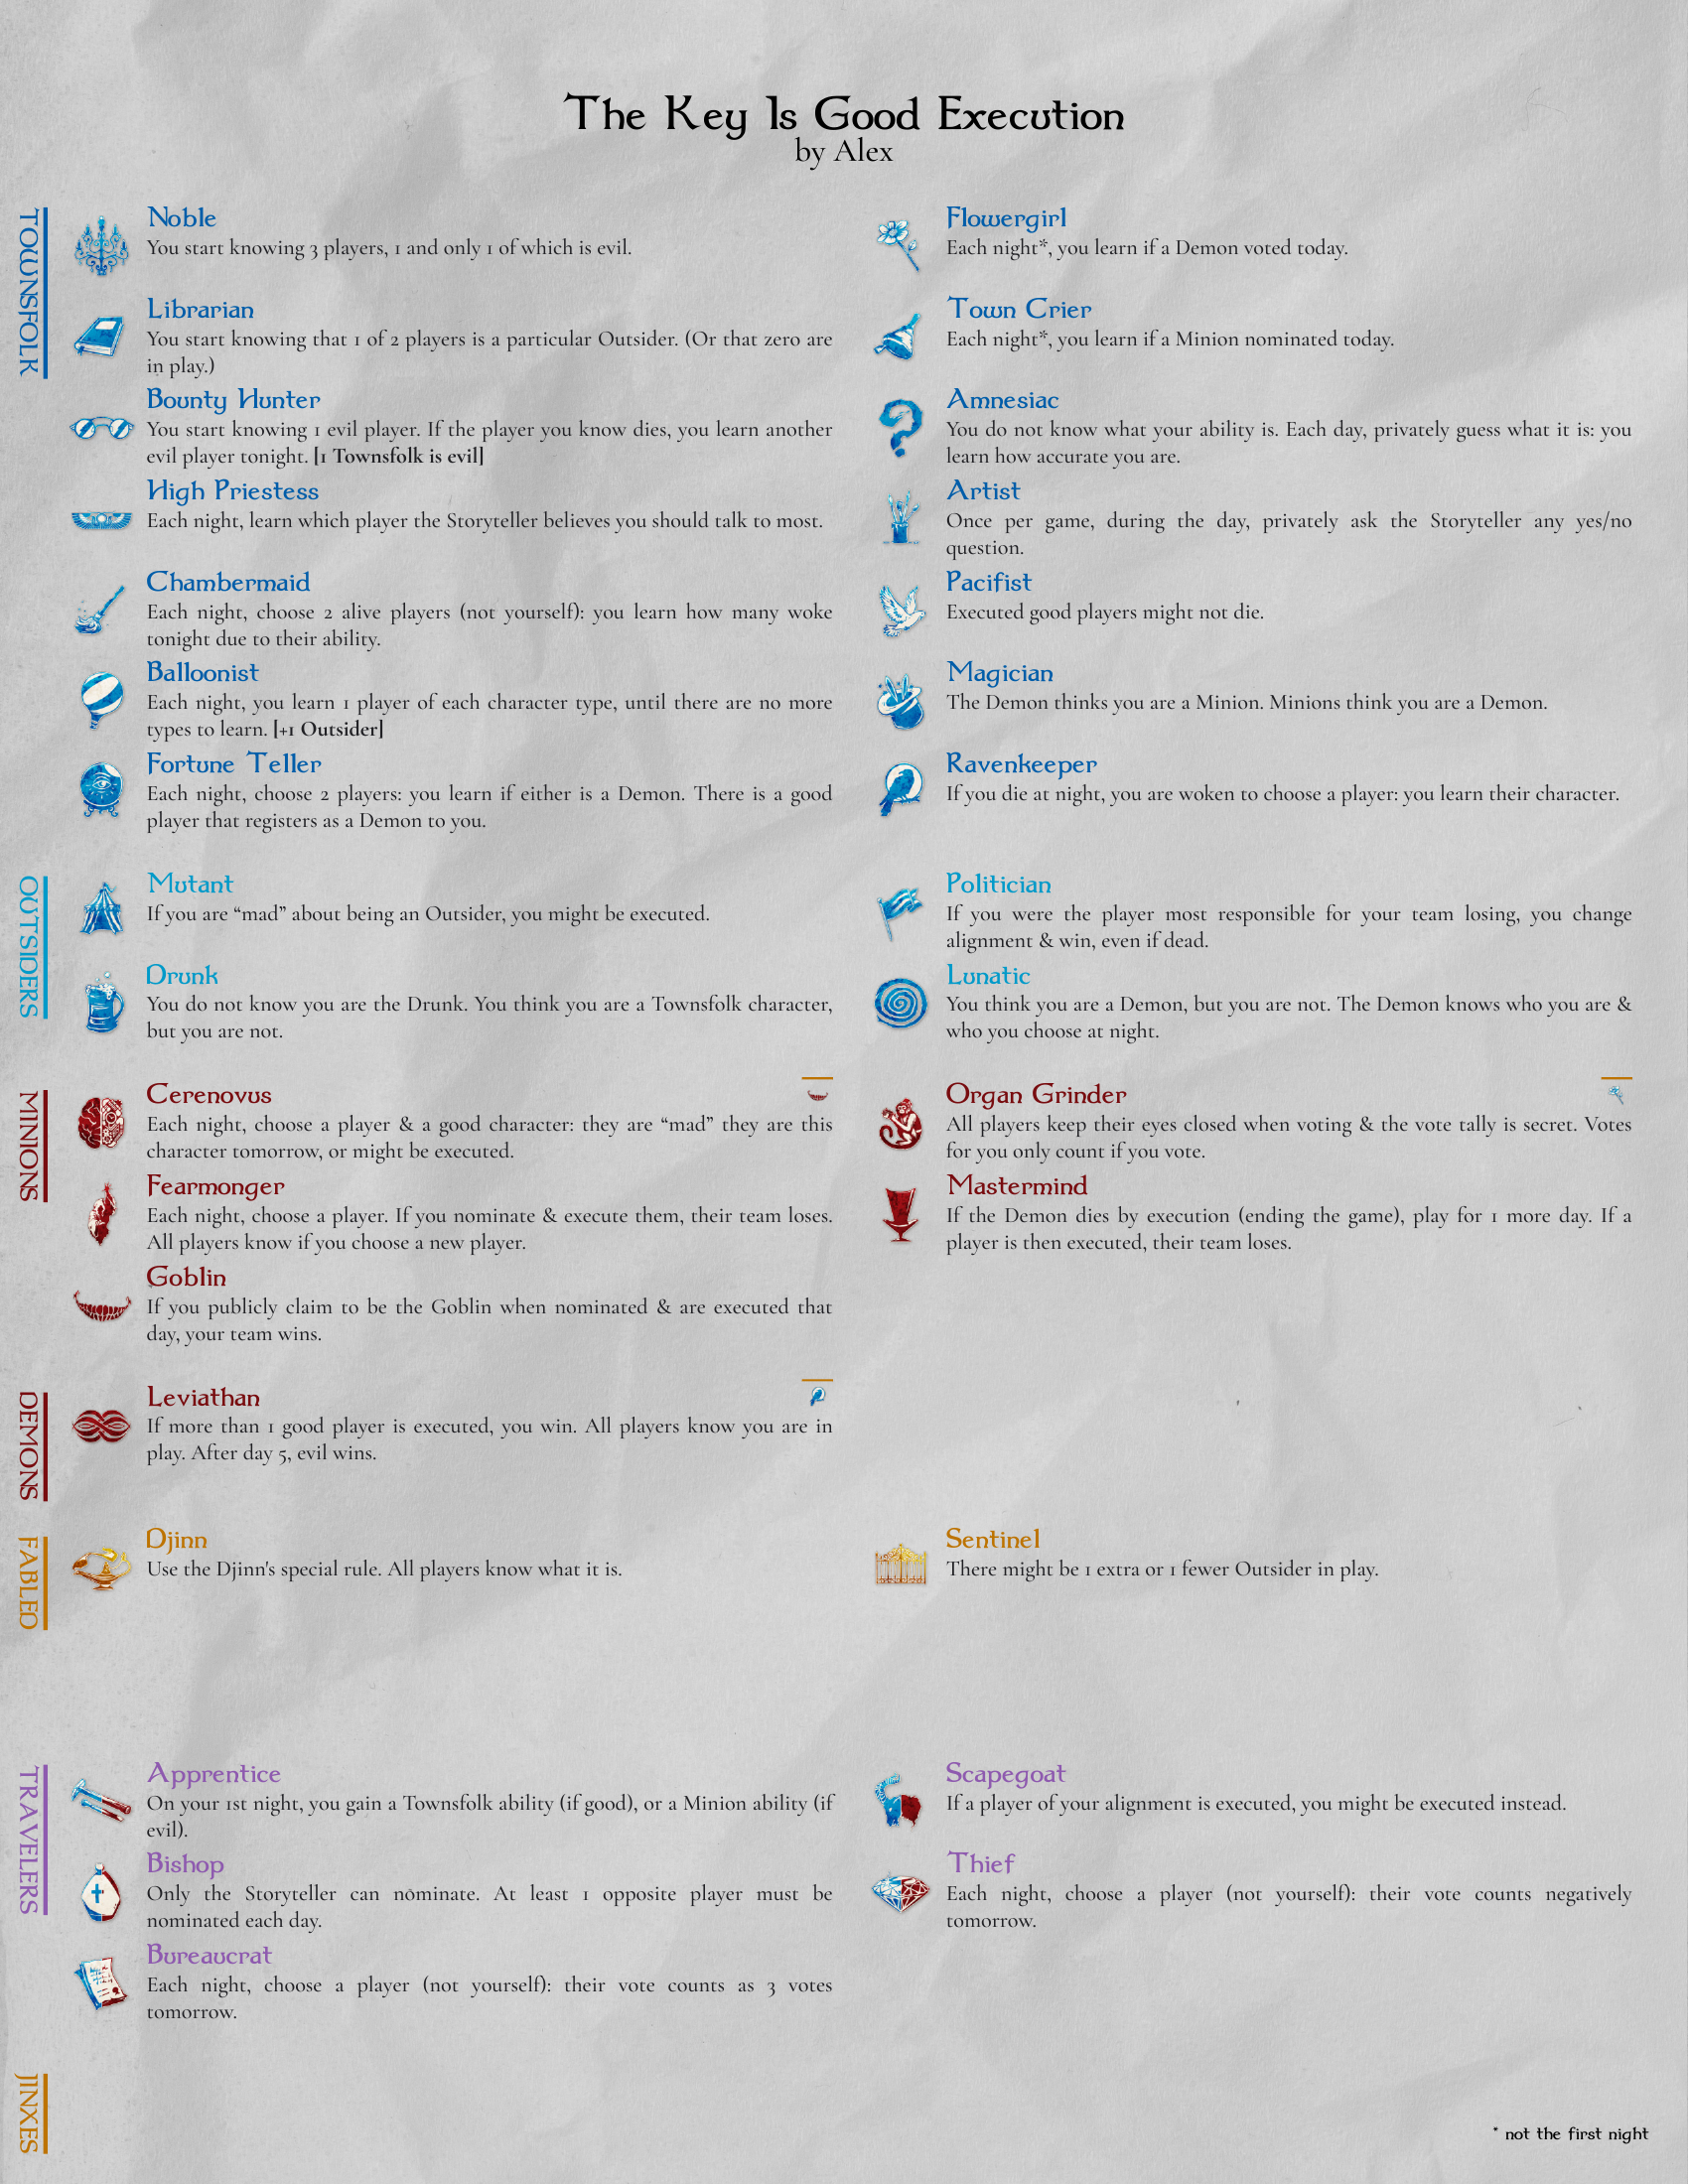 The Key Is Good Execution
by Alex
TOWNSFOLK
Noble
You start knowing 3 players, 1 and only 1 of which is evil.
Librarian
You start knowing that 1 of 2 players is a particular Outsider. (Or that zero are
in play.)
Bounty Hunter
You start knowing 1 evil player. If the player you know dies, you learn another
evil player tonight. [1 Townsfolk is evil]
High Priestess
Each night, learn which player the Storyteller believes you should talk to most.
Chambermaid
Each night, choose 2 alive players (not yourself): you learn how many woke
tonight due to their ability.
Balloonist
Each night, you learn 1 player of each character type, until there are no more
types to learn. [+1 Outsider]
Fortune Teller
Each night, choose 2 players: you learn if either is a Demon. There is a good
player that registers as a Demon to you.
Flowergirl
Each night*, you learn if a Demon voted today.
Town Crier
Each night*, you learn if a Minion nominated today.
Amnesiac
You do not know what your ability is. Each day, privately guess what it is: you
learn how accurate you are.
Artist
Once per game, during the day, privately ask the Storyteller any yes/no
question.
Pacifist
Executed good players might not die.
Magician
The Demon thinks you are a Minion. Minions think you are a Demon.
Ravenkeeper
If you die at night, you are woken to choose a player: you learn their character.
OUTSIDERS
Mutant
If you are “mad” about being an Outsider, you might be executed.
Drunk
You do not know you are the Drunk. You think you are a Townsfolk character,
but you are not.
Politician
If you were the player most responsible for your team losing, you change
alignment & win, even if dead.
Lunatic
You think you are a Demon, but you are not. The Demon knows who you are &
who you choose at night.
MINIONS
Cerenovus
Each night, choose a player & a good character: they are “mad” they are this
character tomorrow, or might be executed.
Fearmonger
Each night, choose a player. If you nominate & execute them, their team loses.
All players know if you choose a new player.
Goblin
If you publicly claim to be the Goblin when nominated & are executed that
day, your team wins.
Organ Grinder
All players keep their eyes closed when voting & the vote tally is secret. Votes
for you only count if you vote.
Mastermind
If the Demon dies by execution (ending the game), play for 1 more day. If a
player is then executed, their team loses.
DEMONS
Leviathan
If more than 1 good player is executed, you win. All players know you are in
play. After day 5, evil wins.
FABLED
Djinn
Use the Djinn's special rule. All players know what it is.
Sentinel
There might be 1 extra or 1 fewer Outsider in play.
TRAVELERS
Apprentice
On your 1st night, you gain a Townsfolk ability (if good), or a Minion ability (if
evil).
Bishop
Only the Storyteller can nominate. At least 1 opposite player must be
nominated each day.
Bureaucrat
Each night, choose a player (not yourself): their vote counts as 3 votes
tomorrow.
Scapegoat
If a player of your alignment is executed, you might be executed instead.
Thief
Each night, choose a player (not yourself): their vote counts negatively
tomorrow.
JINXES
* not the first night